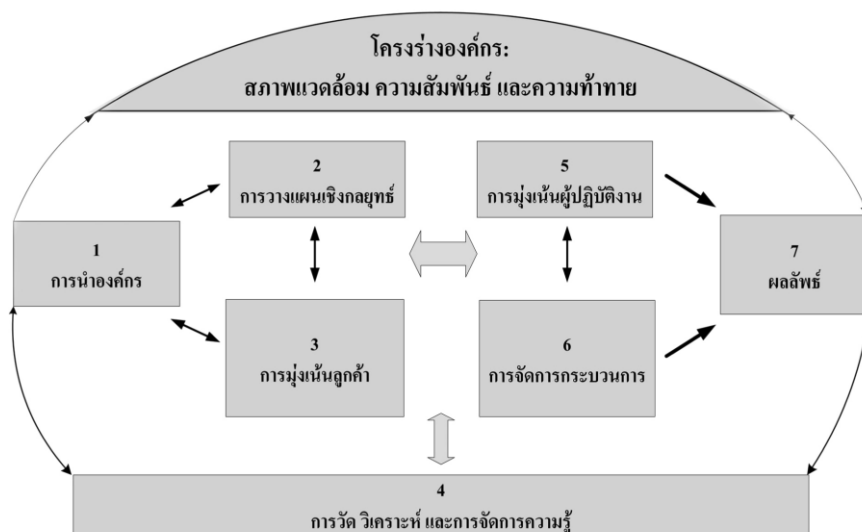 โครงร่างองค์กร:
สภาพแวดล้อม ความสัมพันธ์ และความท้าทาย
2
การวางแผนเชิงกลยุทธ์
5
การมุ่งเน้นผู้ปฏิบัติงาน
1
การนำองค์กร
7
ผลลัพธ์
3
การมุ่งเน้นลูกค้า
6
การจัดการกระบวนการ
4
การวัด วิเคราะห์ และการจัดการความรู้